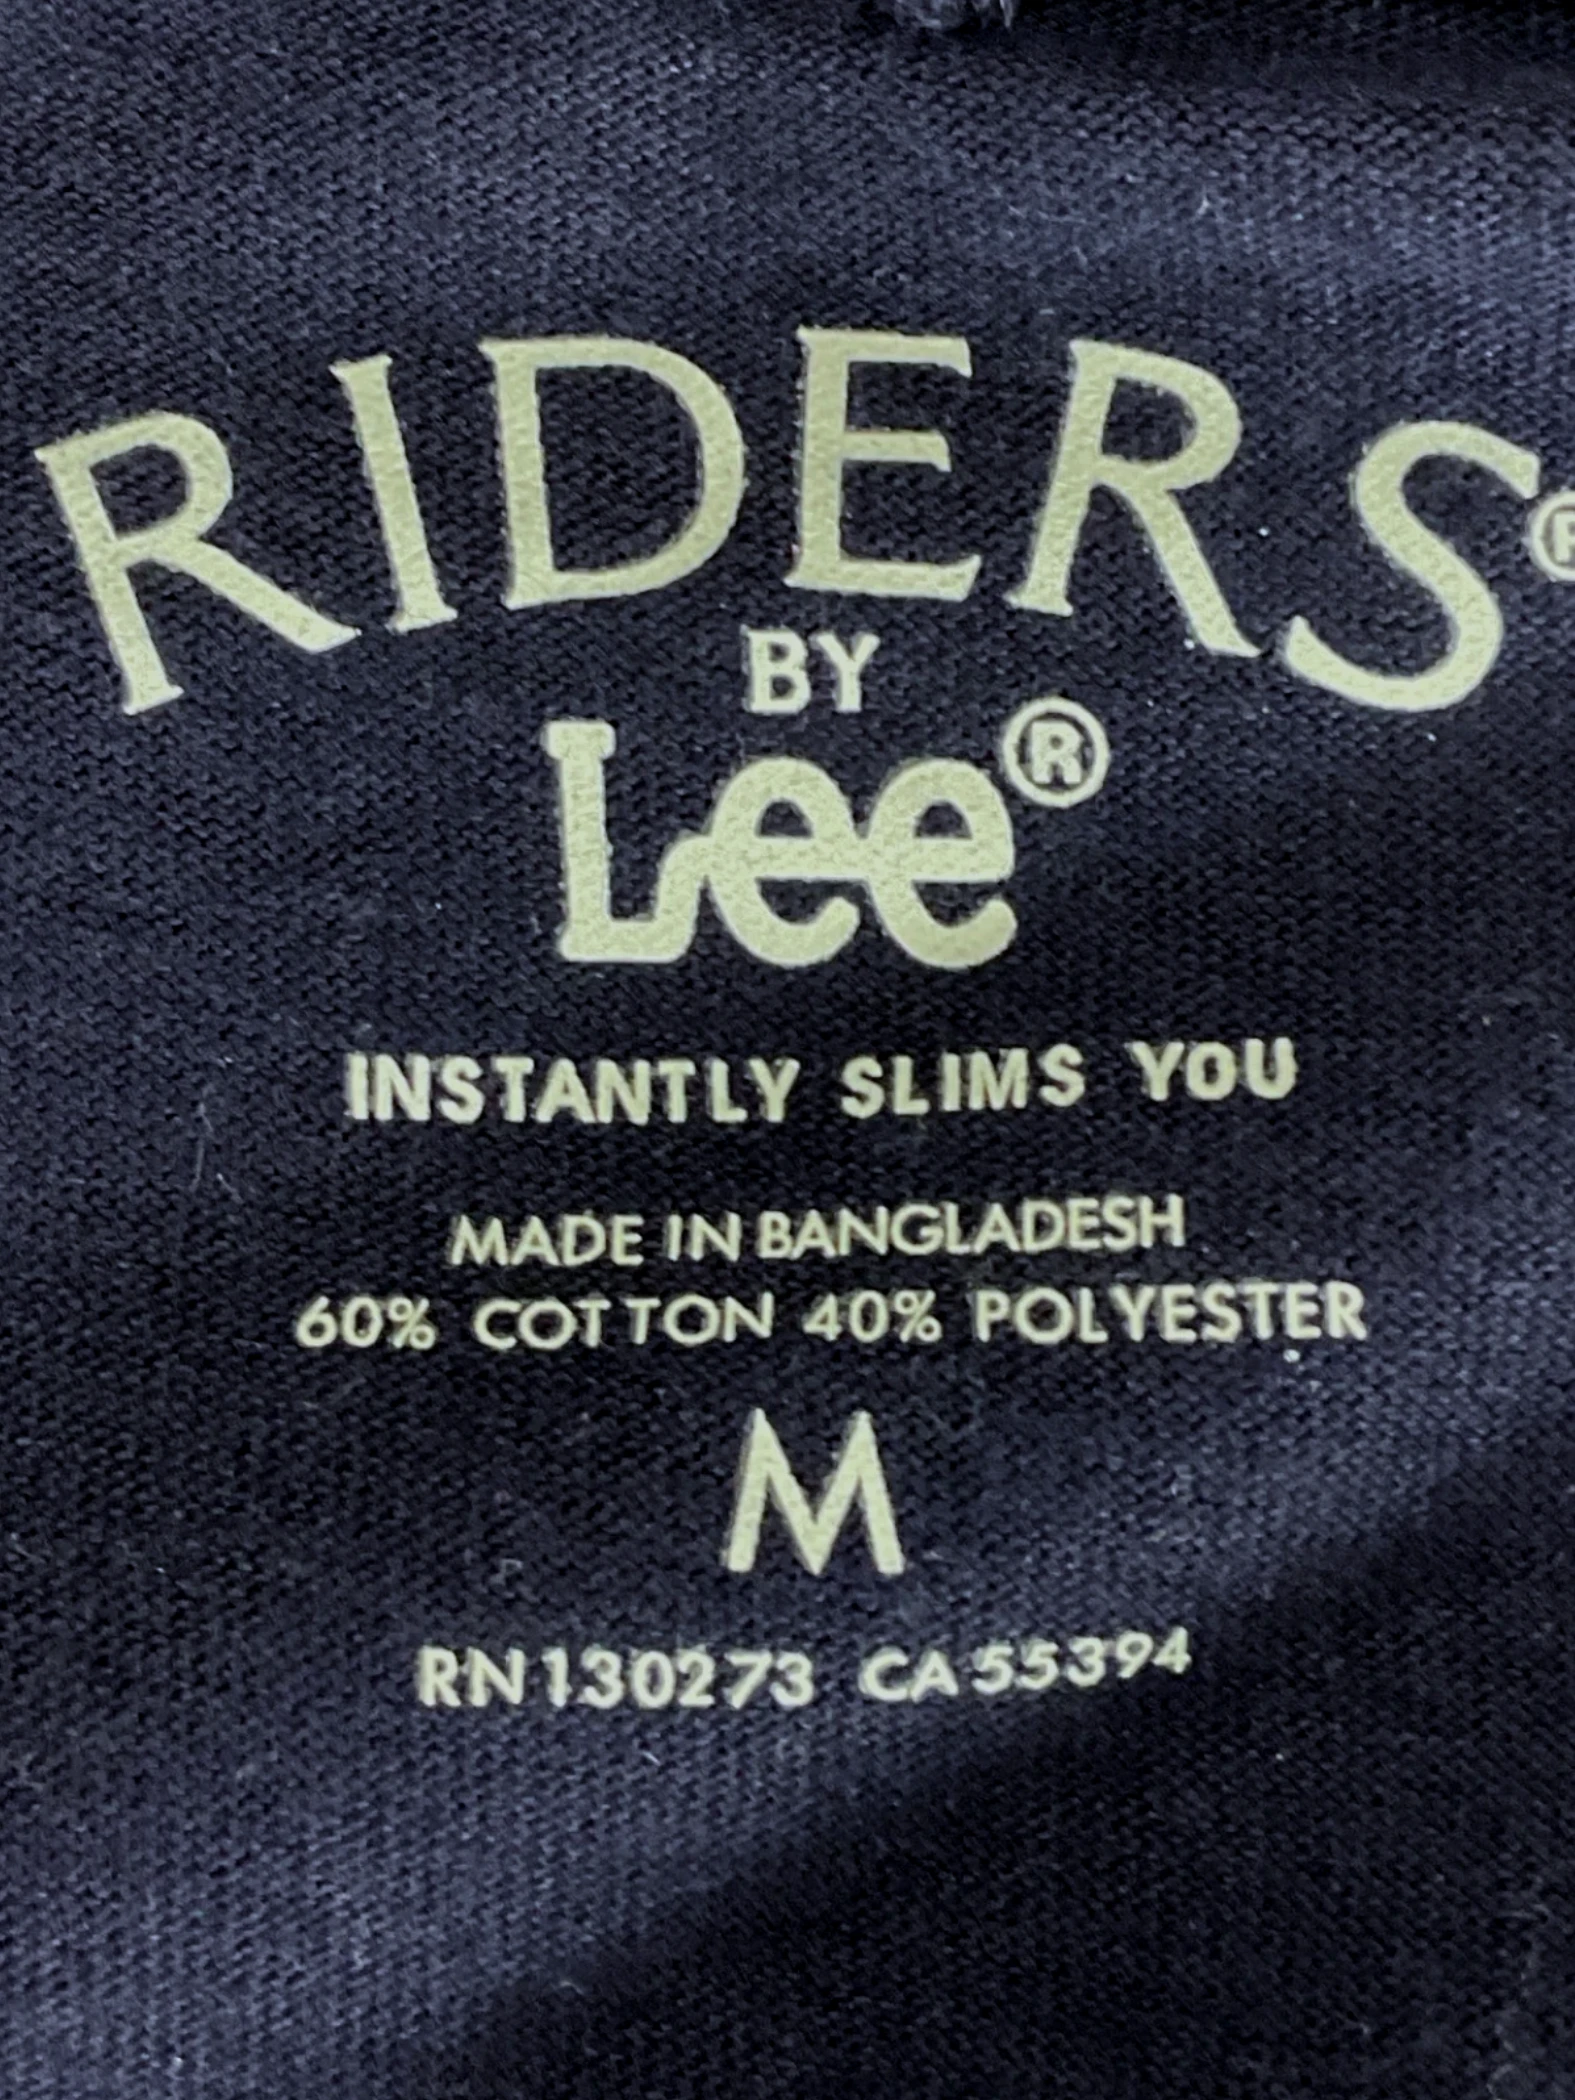 RIDERS®
BY
Lee®
INSTANTLY SLIMS YOU
MADE IN BANGLADESH
60% COTTON 40% POLYESTER
M
RN130273 CA55394